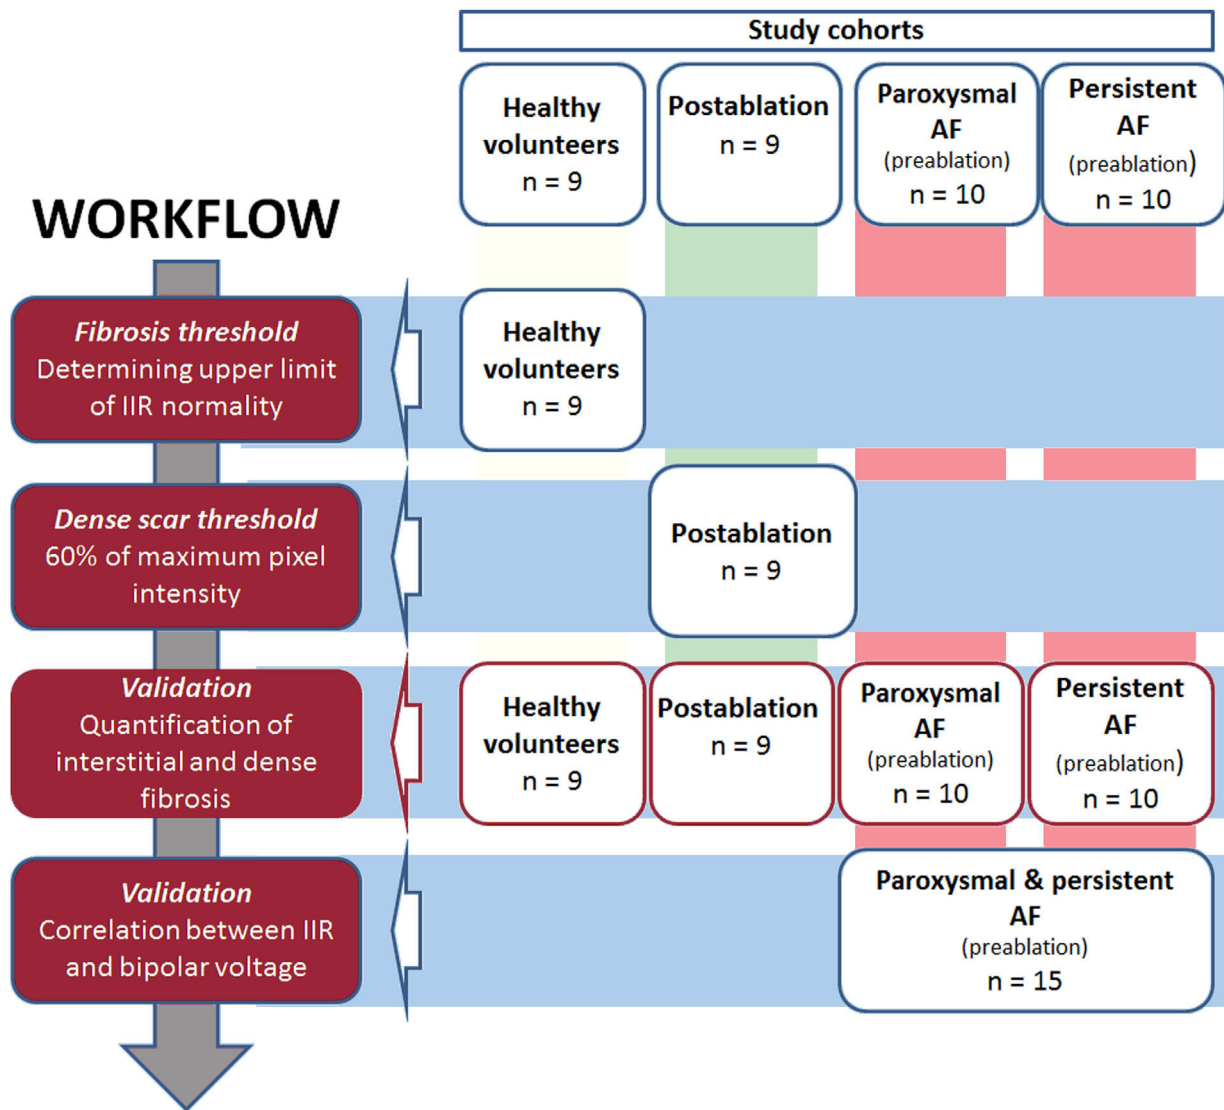 Study cohorts
Healthy
volunteers
n = 9
Postablation
n = 9
Paroxysmal
AF
(preablation)
n = 10
Persistent
AF
(preablation)
n = 10
WORKFLOW
Fibrosis threshold
Determining upper limit
of IIR normality
Healthy
volunteers
n = 9
Dense scar threshold
60% of maximum pixel
intensity
Postablation
n = 9
Validation
Quantification of
interstitial and dense
fibrosis
Healthy
volunteers
n = 9
Postablation
n = 9
Paroxysmal
AF
(preablation)
n = 10
Persistent
AF
(preablation)
n = 10
Validation
Correlation between IIR
and bipolar voltage
Paroxysmal & persistent
AF
(preablation)
n = 15